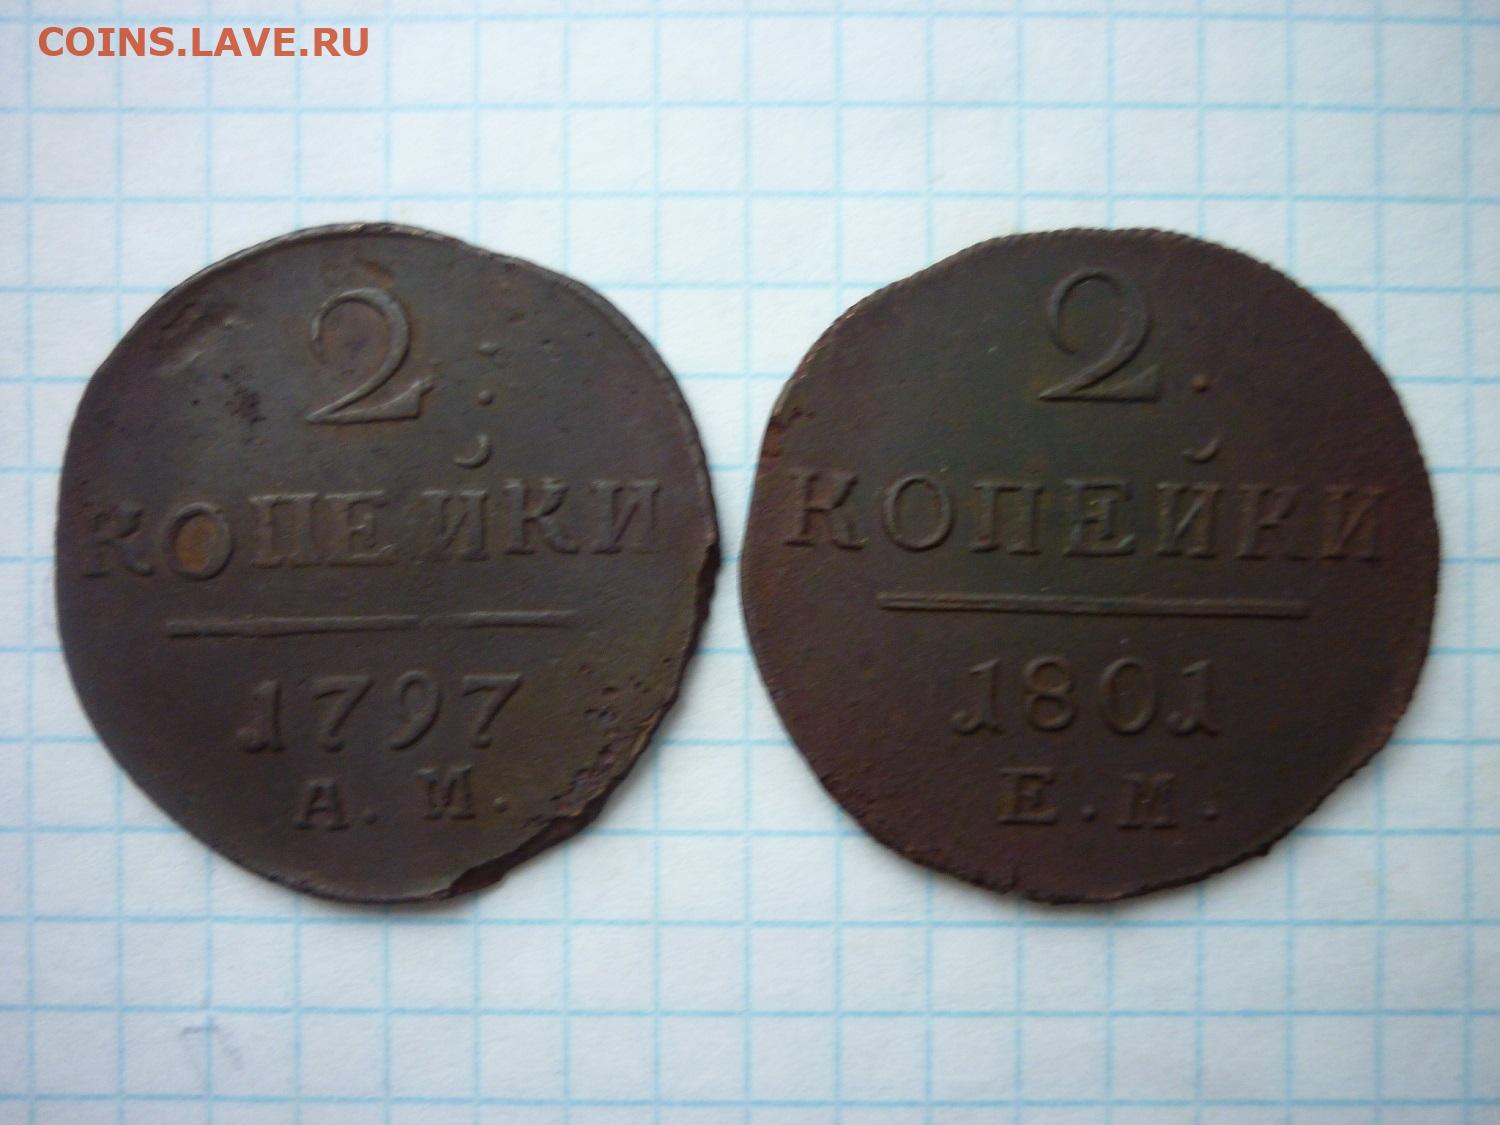 COINS.LAVE.RU
2.
КОПЕЙКИ
1797
А. М.
2.
КОПЕЙКИ
1801
Е. М.